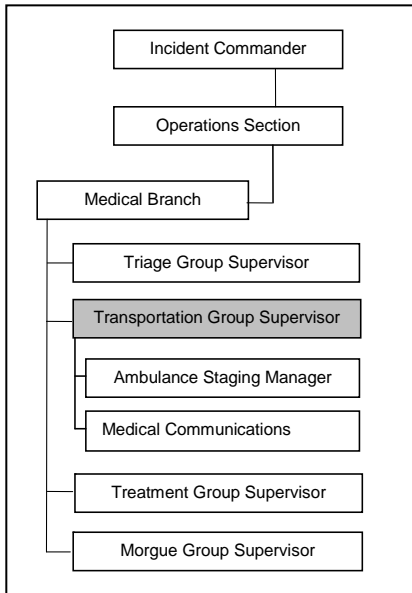 Incident Commander
Operations Section
Medical Branch
Triage Group Supervisor
Transportation Group Supervisor
Ambulance Staging Manager
Medical Communications
Treatment Group Supervisor
Morgue Group Supervisor